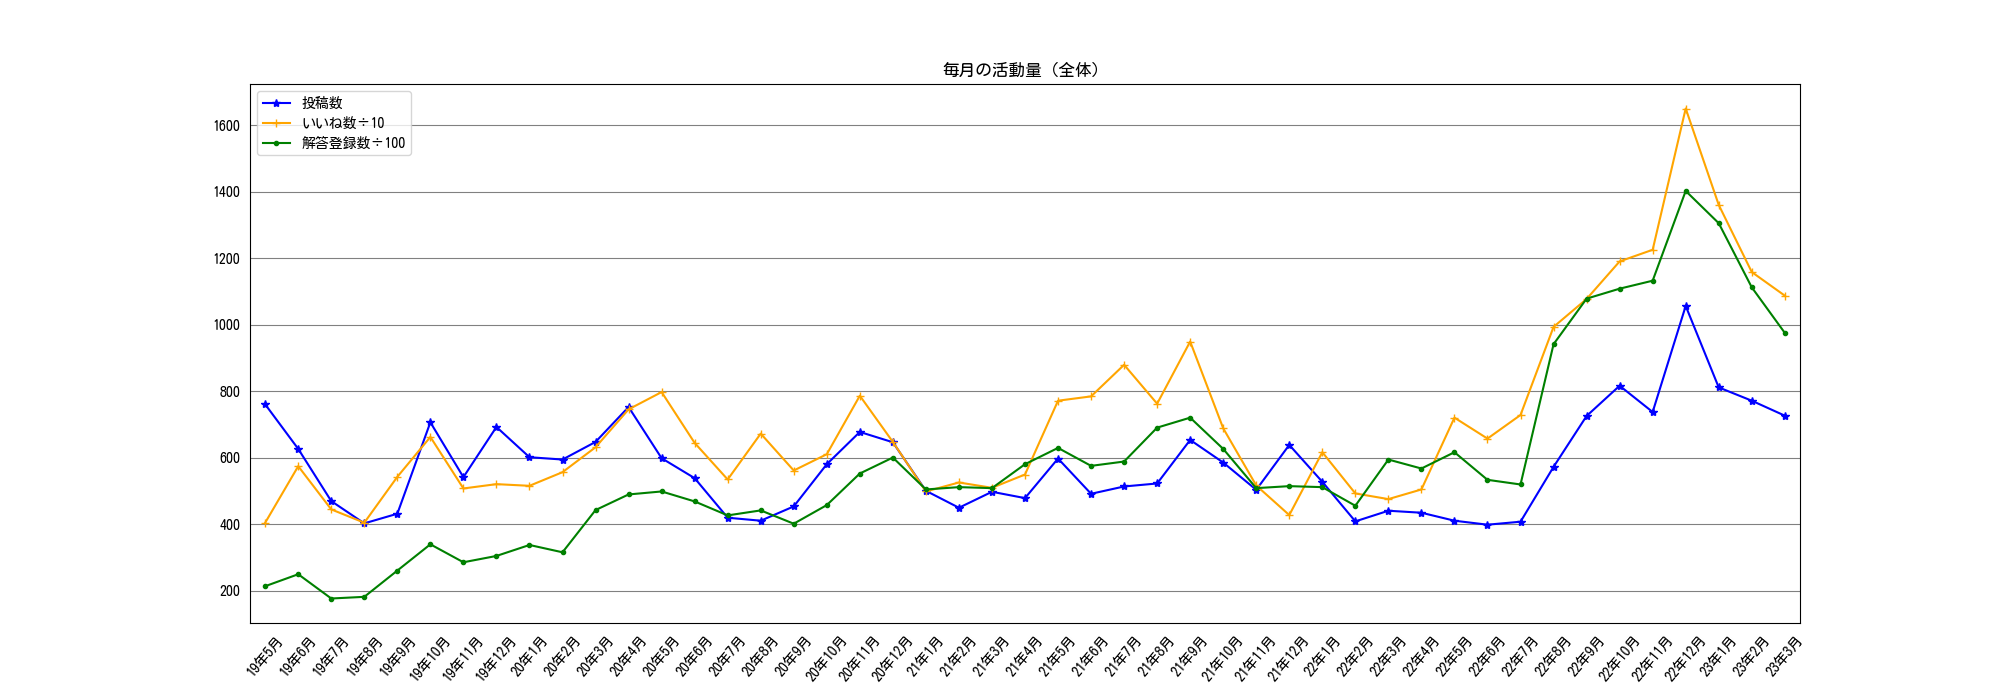 毎月の活動量（全体）
投稿数
いいね数÷10
解答登録数÷100
1600
1400
1200
1000
800
600
400
200
19年5月
19年6月
19年7月
19年8月
19年9月
19年10月
19年11月
19年12月
20年1月
20年2月
20年3月
20年4月
20年5月
20年6月
20年7月
20年8月
20年9月
20年10月
20年11月
20年12月
21年1月
21年2月
21年3月
21年4月
21年5月
21年6月
21年7月
21年8月
21年9月
21年10月
21年11月
21年12月
22年1月
22年2月
22年3月
22年4月
22年5月
22年6月
22年7月
22年8月
22年9月
22年10月
22年11月
22年12月
23年1月
23年2月
23年3月